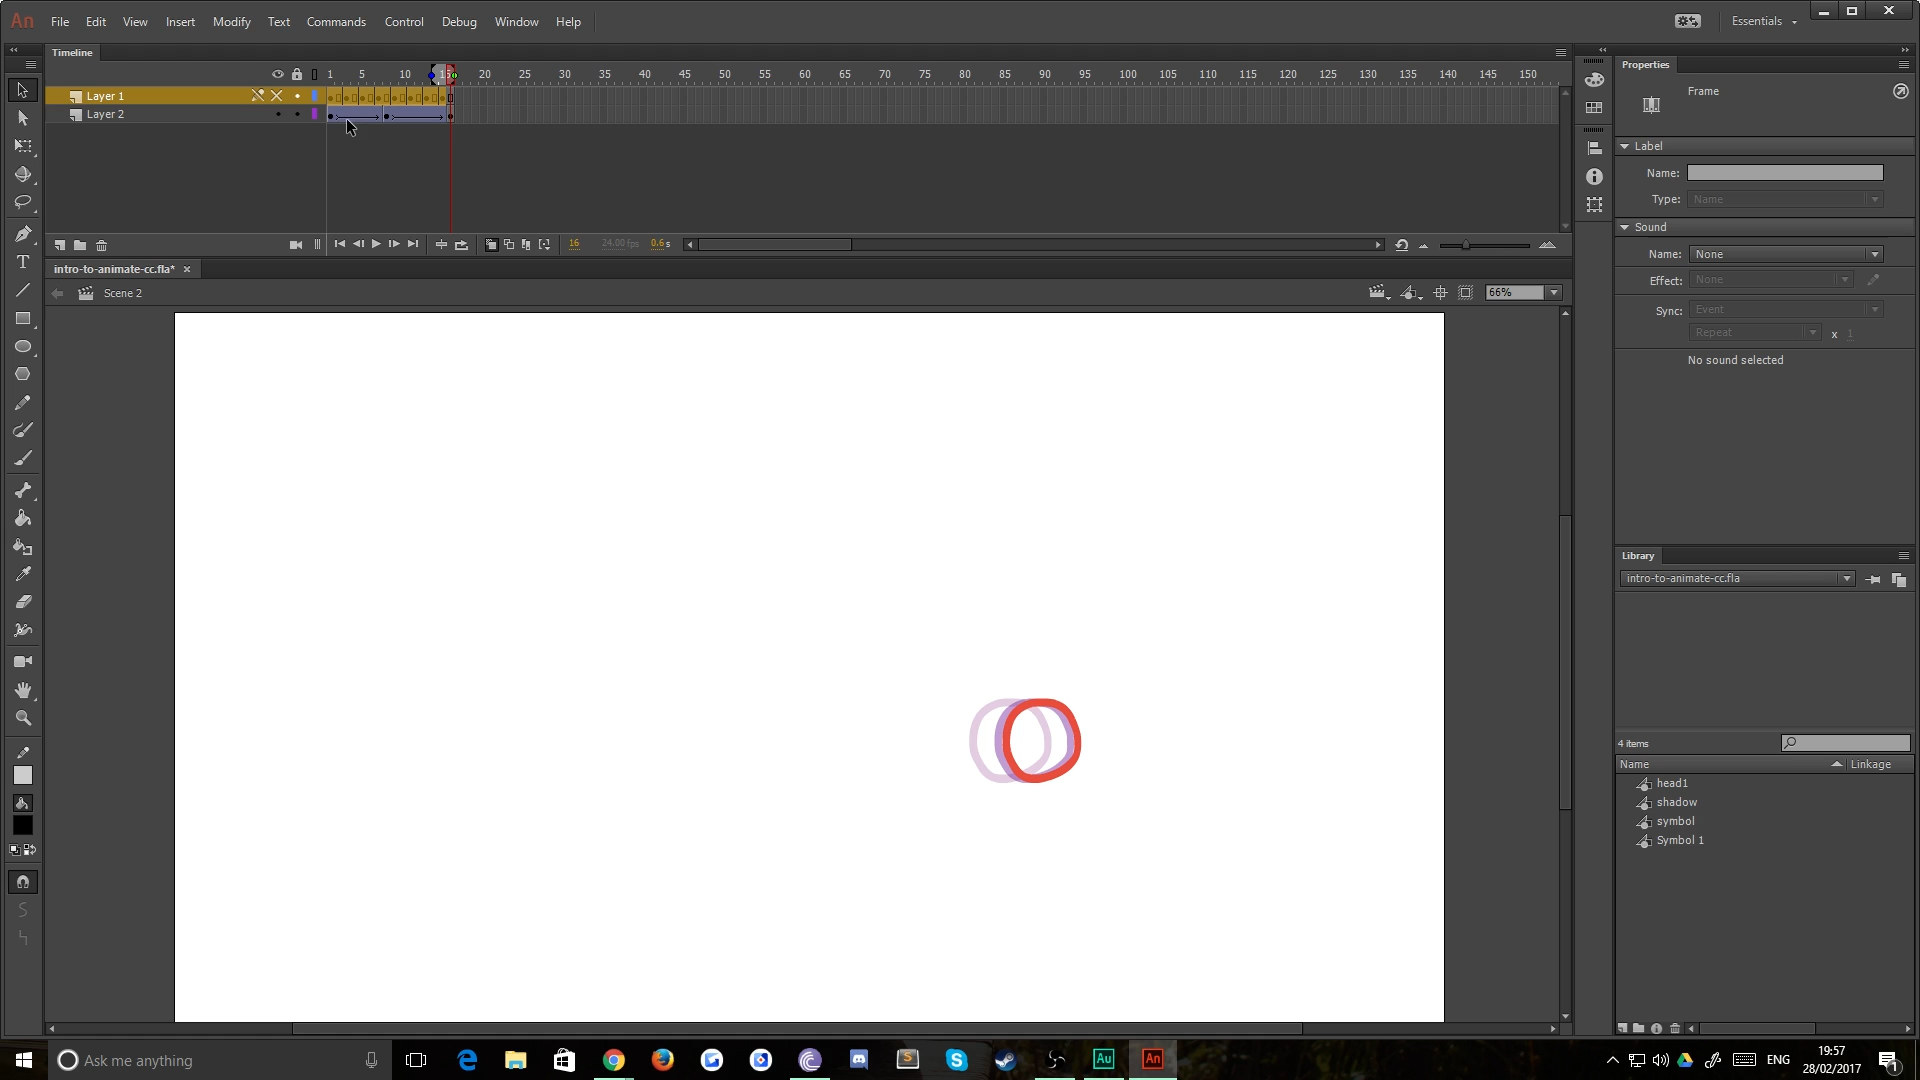 An File Edit View Insert Modify Text Commands Control Debug Window Help Essentials
Timeline
1 5 10 15 20 25 30 35 40 45 50 55 60 65 70 75 80 85 90 95 100 105 110 115 120 125 130 135 140 145 150
Layer 1
Layer 2
16 24.00 fps 0.6 s
intro-to-animate-cc.fla* ×
Scene 2
66%
Properties
Frame
Label
Name:
Type: Name
Sound
Name: None
Effect: None
Sync: Event
Repeat x 1
No sound selected
Library
intro-to-animate-cc.fla
4 items
Name Linkage
head1
shadow
symbol
Symbol 1
Ask me anything
Au
An
ENG
19:57
28/02/2017
1